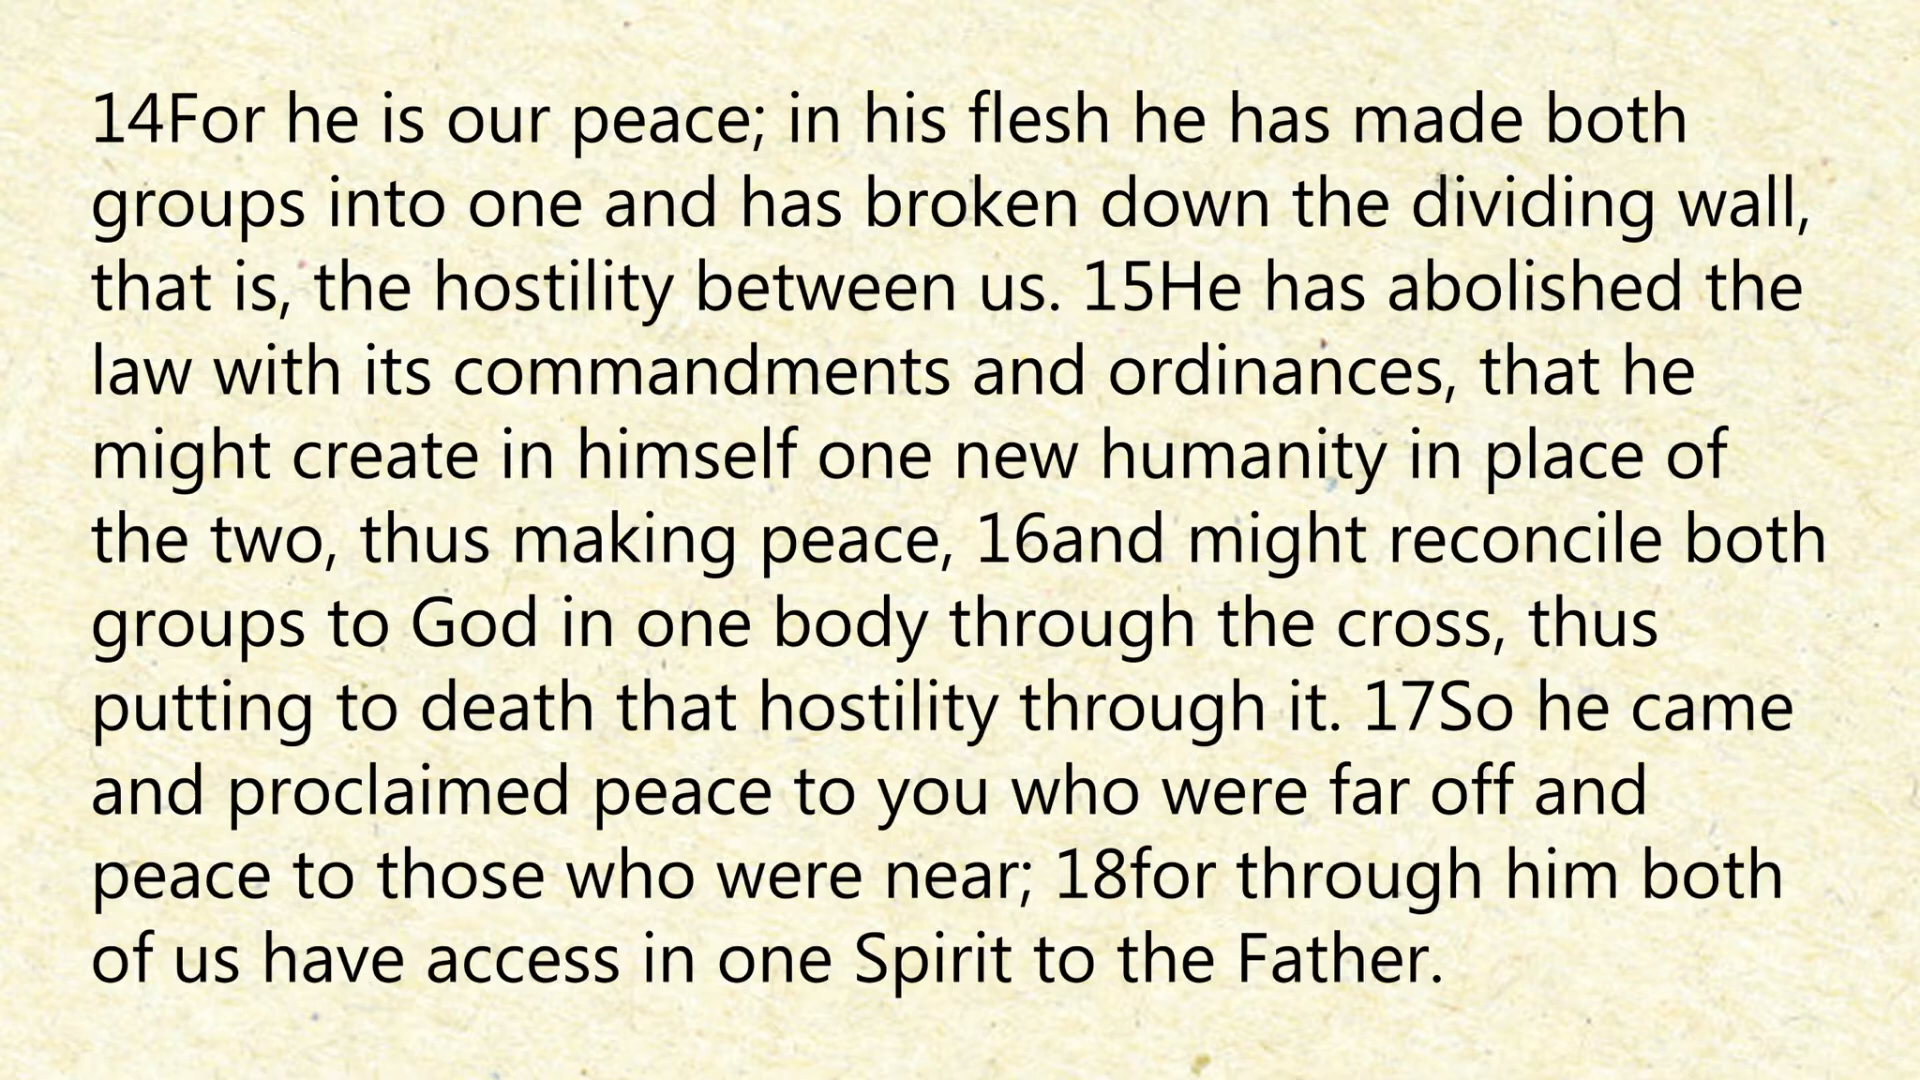 14For he is our peace; in his flesh he has made both
groups into one and has broken down the dividing wall,
that is, the hostility between us. 15He has abolished the
law with its commandments and ordinances, that he
might create in himself one new humanity in place of
the two, thus making peace, 16and might reconcile both
groups to God in one body through the cross, thus
putting to death that hostility through it. 17So he came
and proclaimed peace to you who were far off and
peace to those who were near; 18for through him both
of us have access in one Spirit to the Father.